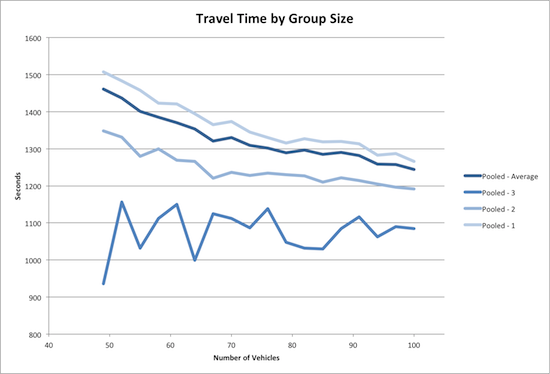 Travel Time by Group Size
1600
1500
1400
1300
1200
1100
1000
900
800
Seconds
40
50
60
70
80
90
100
Number of Vehicles
Pooled - Average
Pooled - 3
Pooled - 2
Pooled - 1